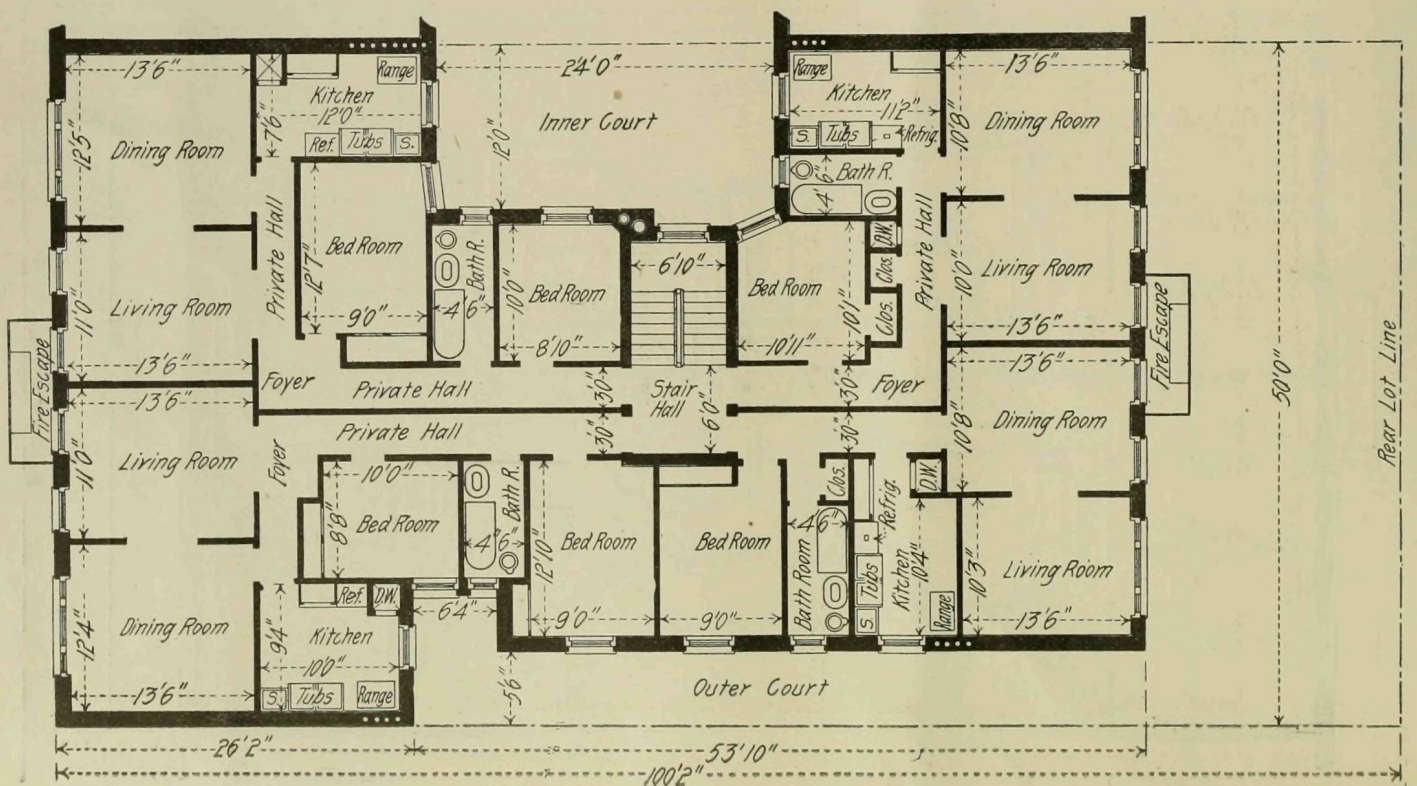 13'6"
Range
24'0"
Range
13'6"
Kitchen
12'0"
Kitchen
11'2"
7'6"
12'5"
Dining Room
Ref.
Tubs
S.
12'0"
Inner Court
S.
Tubs
Refrig.
10'8"
Dining Room
Bath R.
4'6"
Private Hall
Bed Room
12'7"
9'0"
Bath R.
4'6"
10'0"
Bed Room
8'10"
6'10"
Bed Room
10'1"
10'11"
D.W.
Clos.
Clos.
Private Hall
10'0"
Living Room
13'6"
11'0"
Living Room
13'6"
Fire Escape
Fire Escape
50'0"
Rear Lot Line
Foyer
Private Hall
3'0"
Stair
Hall
6'0"
3'0"
Foyer
13'6"
13'6"
Private Hall
3'0"
3'0"
Dining Room
10'8"
11'0"
Living Room
Foyer
10'0"
8'8"
Bed Room
Bath R.
4'6"
12'10"
Bed Room
9'0"
Bed Room
9'0"
Clos.
4'6"
Bath Room
Refrig.
D.W.
Tubs
S.
Kitchen
10'4"
Range
10'3"
Living Room
13'6"
Ref.
D.W.
6'4"
12'4"
Dining Room
13'6"
9'4"
Kitchen
10'0"
S.
Tubs
Range
5'6"
Outer Court
26'2"
53'10"
100'2"